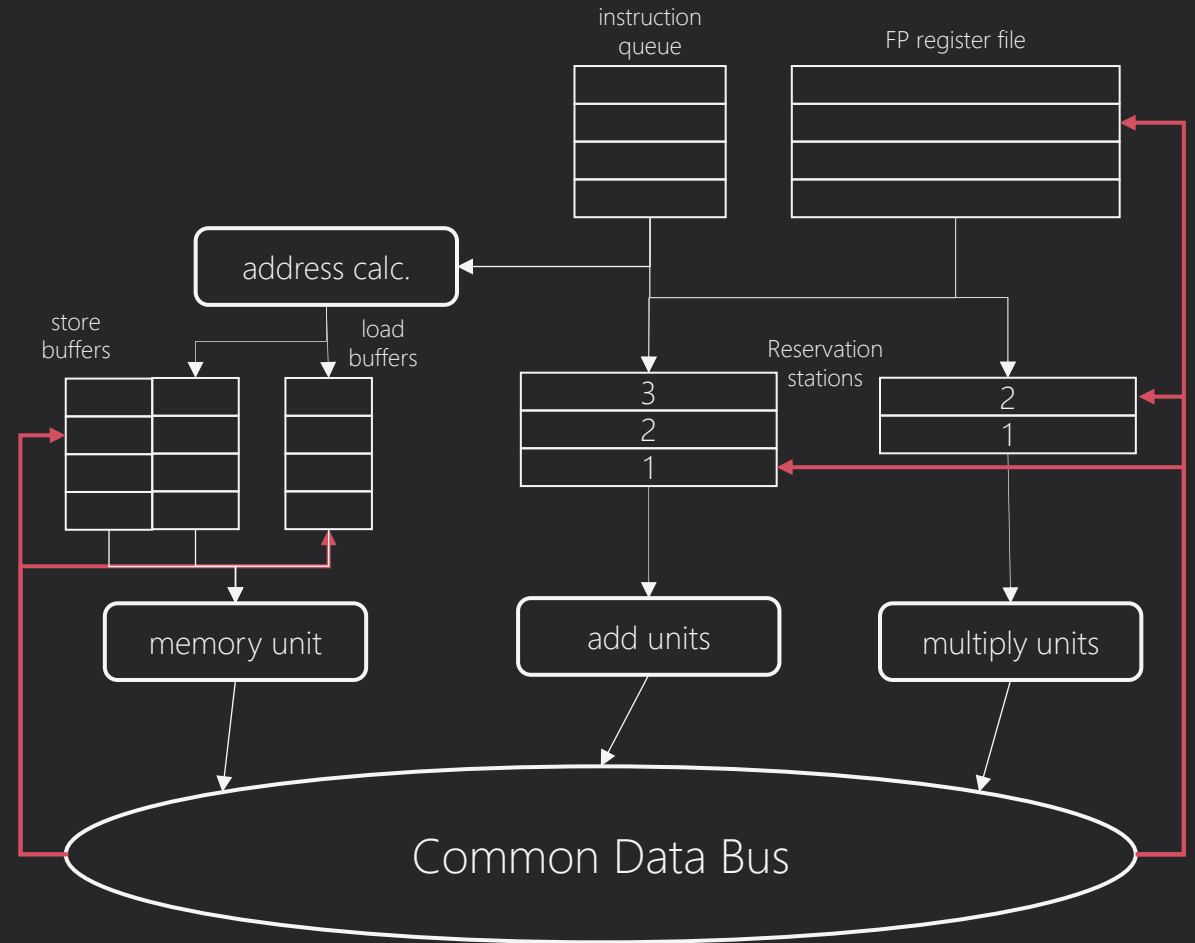 instruction
queue
FP register file
address calc.
store
buffers
load
buffers
Reservation
stations
3
2
1
2
1
memory unit
add units
multiply units
Common Data Bus